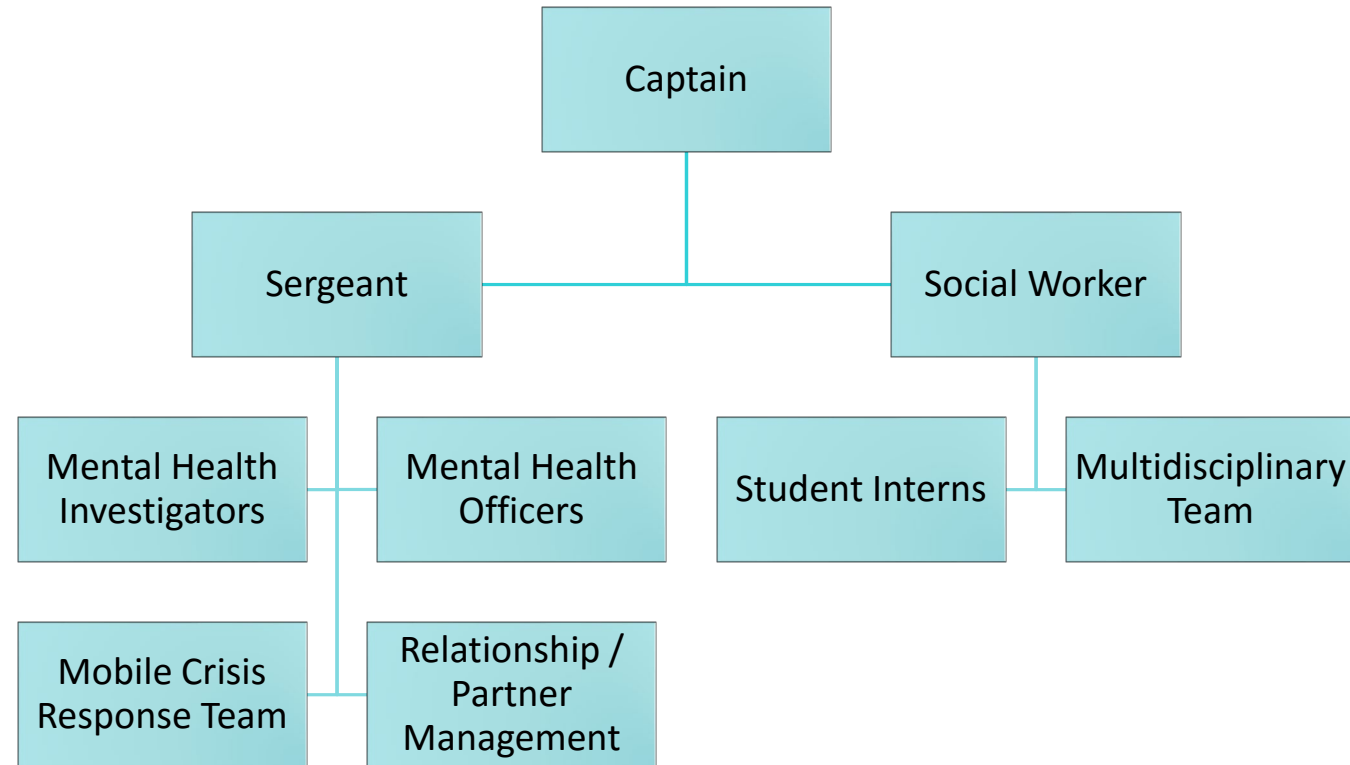 Captain
Sergeant
Social Worker
Mental Health
Investigators
Mental Health
Officers
Student Interns
Multidisciplinary
Team
Mobile Crisis
Response Team
Relationship /
Partner
Management